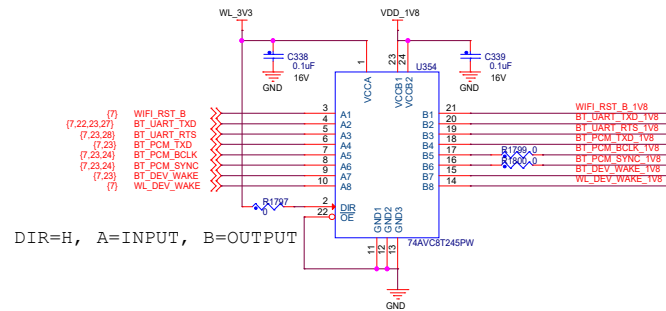 WL_3V3
VDD_1V8
C338
0.1uF
16V
GND
C339
0.1uF
16V
GND
1
23
24
U354
VCCA
VCCB1
VCCB2
{7} WIFI_RST_B 3 A1 B1 21 WIFI_RST_B_1V8
{7,22,23,27} BT_UART_TXD 4 A2 B2 20 BT_UART_TXD_1V8
{7,23,28} BT_UART_RTS 5 A3 B3 19 BT_UART_RTS_1V8
{7,23} BT_PCM_TXD 6 A4 B4 18 BT_PCM_TXD_1V8
{7,23,24} BT_PCM_BCLK 7 A5 B5 17 R1799 0 BT_PCM_BCLK_1V8
{7,23,24} BT_PCM_SYNC 8 A6 B6 16 R1800 0 BT_PCM_SYNC_1V8
{7,23} BT_DEV_WAKE 9 A7 B7 15 BT_DEV_WAKE_1V8
{7} WL_DEV_WAKE 10 A8 B8 14 WL_DEV_WAKE_1V8
R1797
0
2 DIR
22 OE
DIR=H, A=INPUT, B=OUTPUT
GND1
GND2
GND3
11
12
13
74AVC8T245PW
GND